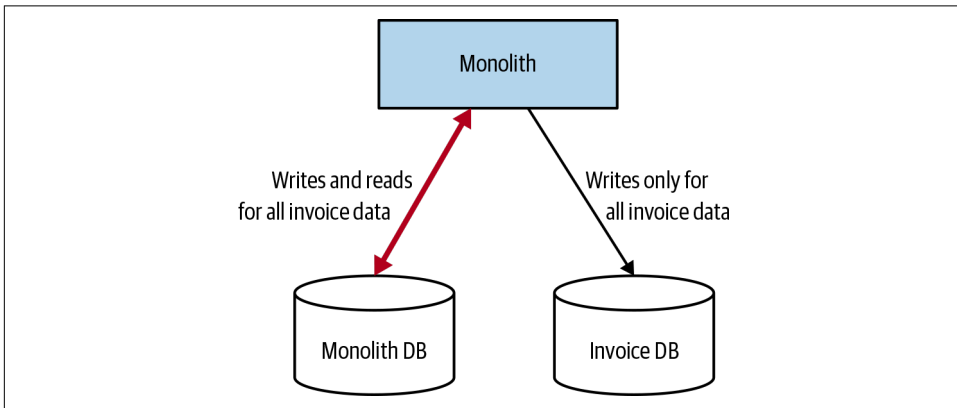 Monolith
Writes and reads
for all invoice data
Writes only for
all invoice data
Monolith DB
Invoice DB